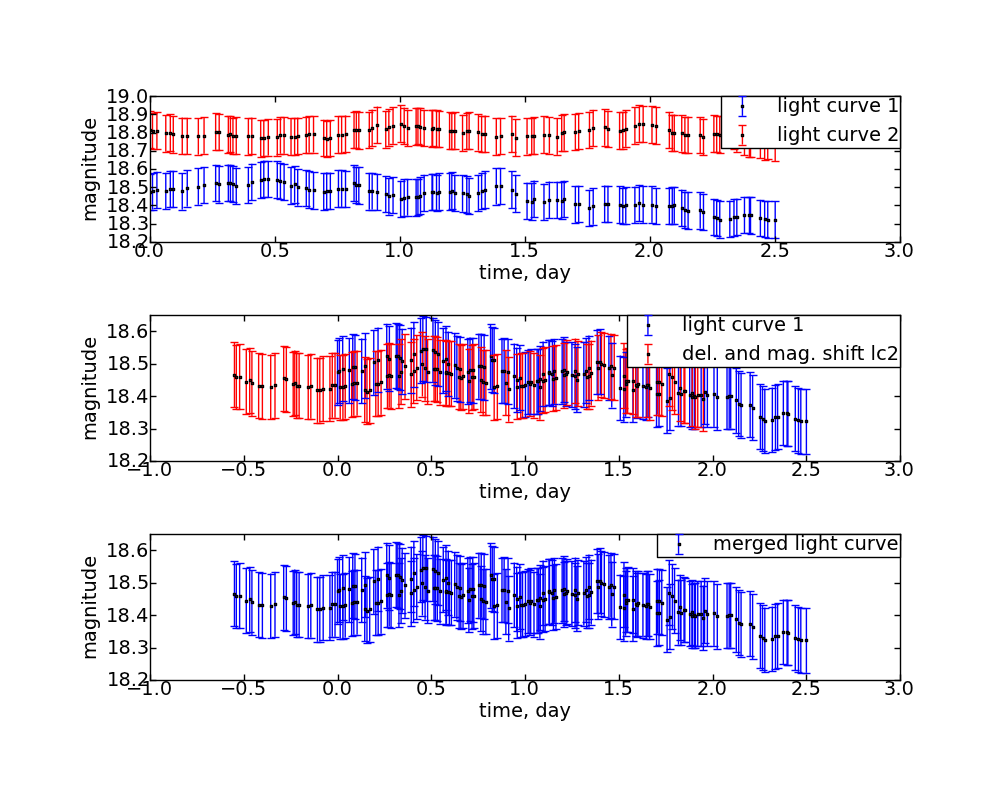 19.0
18.9
18.8
18.7
18.6
18.5
18.4
18.3
18.2
magnitude
light curve 1
light curve 2
0.0 0.5 1.0 1.5 2.0 2.5 3.0
time, day
18.6
18.5
18.4
18.3
18.2
magnitude
light curve 1
del. and mag. shift lc2
−1.0 −0.5 0.0 0.5 1.0 1.5 2.0 2.5 3.0
time, day
18.6
18.5
18.4
18.3
18.2
magnitude
merged light curve
−1.0 −0.5 0.0 0.5 1.0 1.5 2.0 2.5 3.0
time, day